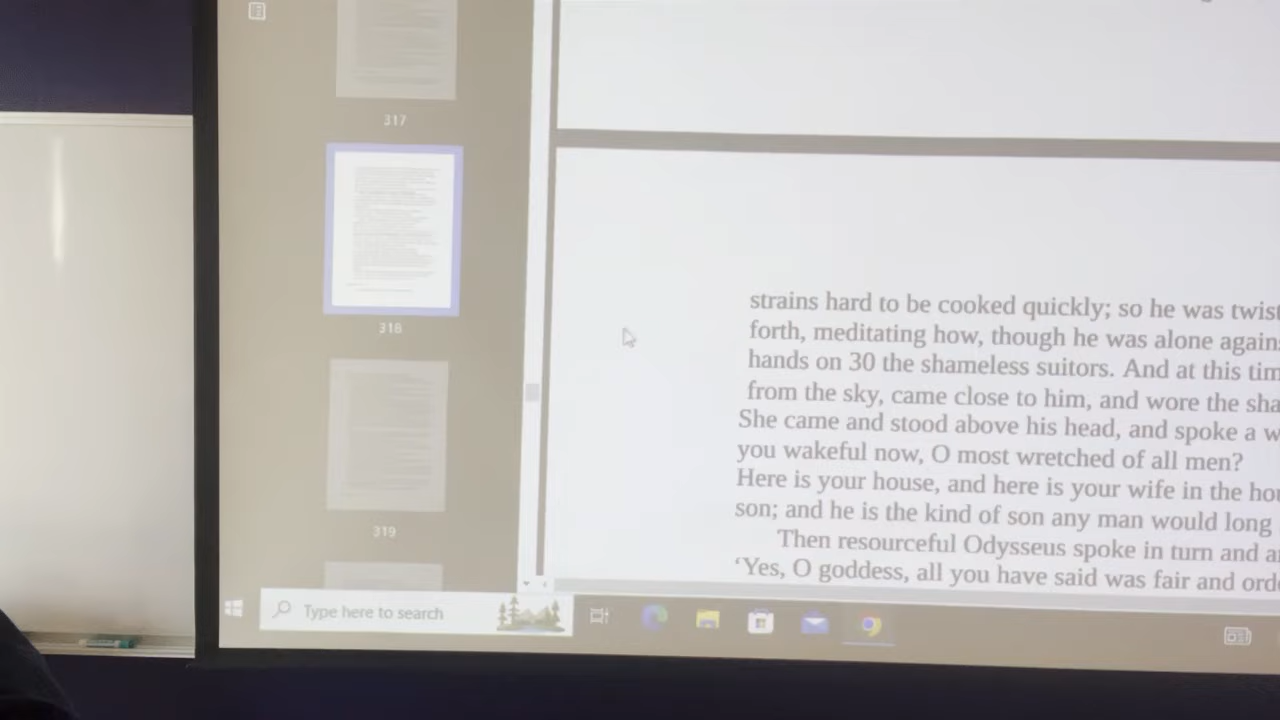 317
318
319
strains hard to be cooked quickly; so he was twist
forth, meditating how, though he was alone again
hands on 30 the shameless suitors. And at this tim
from the sky, came close to him, and wore the sha
She came and stood above his head, and spoke a w
you wakeful now, O most wretched of all men?
Here is your house, and here is your wife in the hou
son; and he is the kind of son any man would long
Then resourceful Odysseus spoke in turn and a
‘Yes, O goddess, all you have said was fair and orde
Type here to search